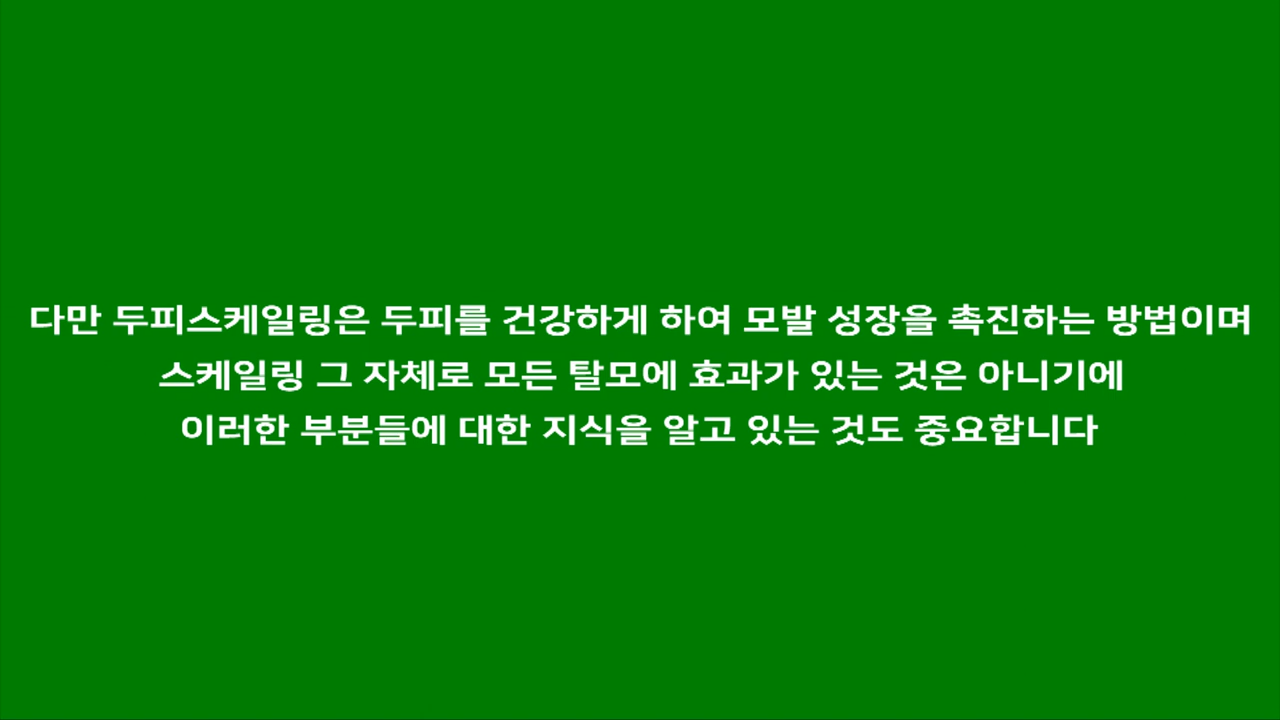 다만 두피스케일링은 두피를 건강하게 하여 모발 성장을 촉진하는 방법이며
스케일링 그 자체로 모든 탈모에 효과가 있는 것은 아니기에
이러한 부분들에 대한 지식을 알고 있는 것도 중요합니다